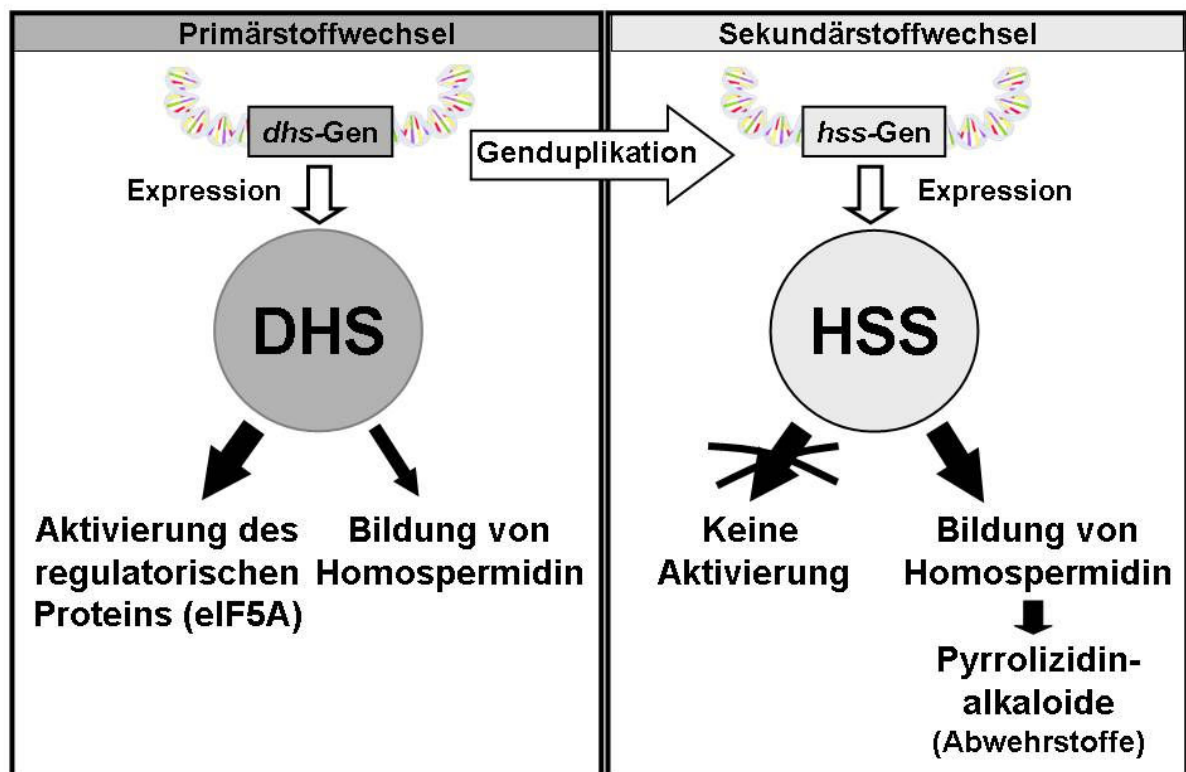 Primärstoffwechsel
dhs-Gen
Expression
DHS
Aktivierung des
regulatorischen
Proteins (eIF5A)
Bildung von
Homospermidin
Genduplikation
Sekundärstoffwechsel
hss-Gen
Expression
HSS
Keine
Aktivierung
Bildung von
Homospermidin
Pyrrolizidin-
alkaloide
(Abwehrstoffe)